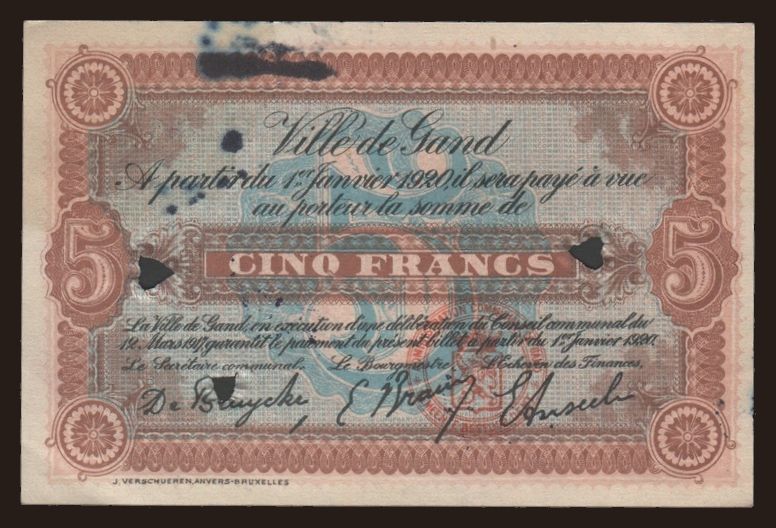 Ville de Gand
A partir du 1er Janvier 1920, il sera payé à vue
au porteur la somme de
5 CINQ FRANCS 5
La Ville de Gand, en exécution d'une délibération du Conseil communal du
12 Mars 1917, garantit le paiement du présent billet à partir du 1er Janvier 1920.
Le Secrétaire communal. Le Bourgmestre L'Echevin des Finances,
E Braun
J. VERSCHUEREN, ANVERS-BRUXELLES